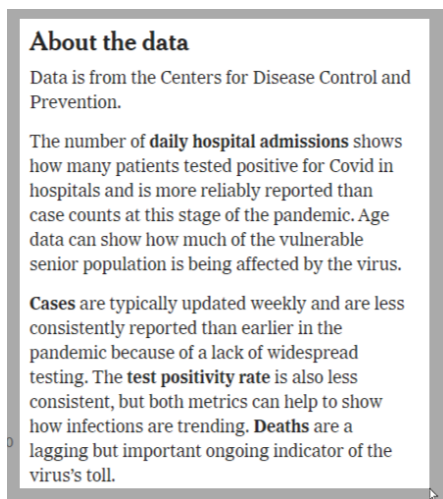 About the data
Data is from the Centers for Disease Control and
Prevention.
The number of daily hospital admissions shows
how many patients tested positive for Covid in
hospitals and is more reliably reported than
case counts at this stage of the pandemic. Age
data can show how much of the vulnerable
senior population is being affected by the virus.
Cases are typically updated weekly and are less
consistently reported than earlier in the
pandemic because of a lack of widespread
testing. The test positivity rate is also less
consistent, but both metrics can help to show
how infections are trending. Deaths are a
lagging but important ongoing indicator of the
virus’s toll.